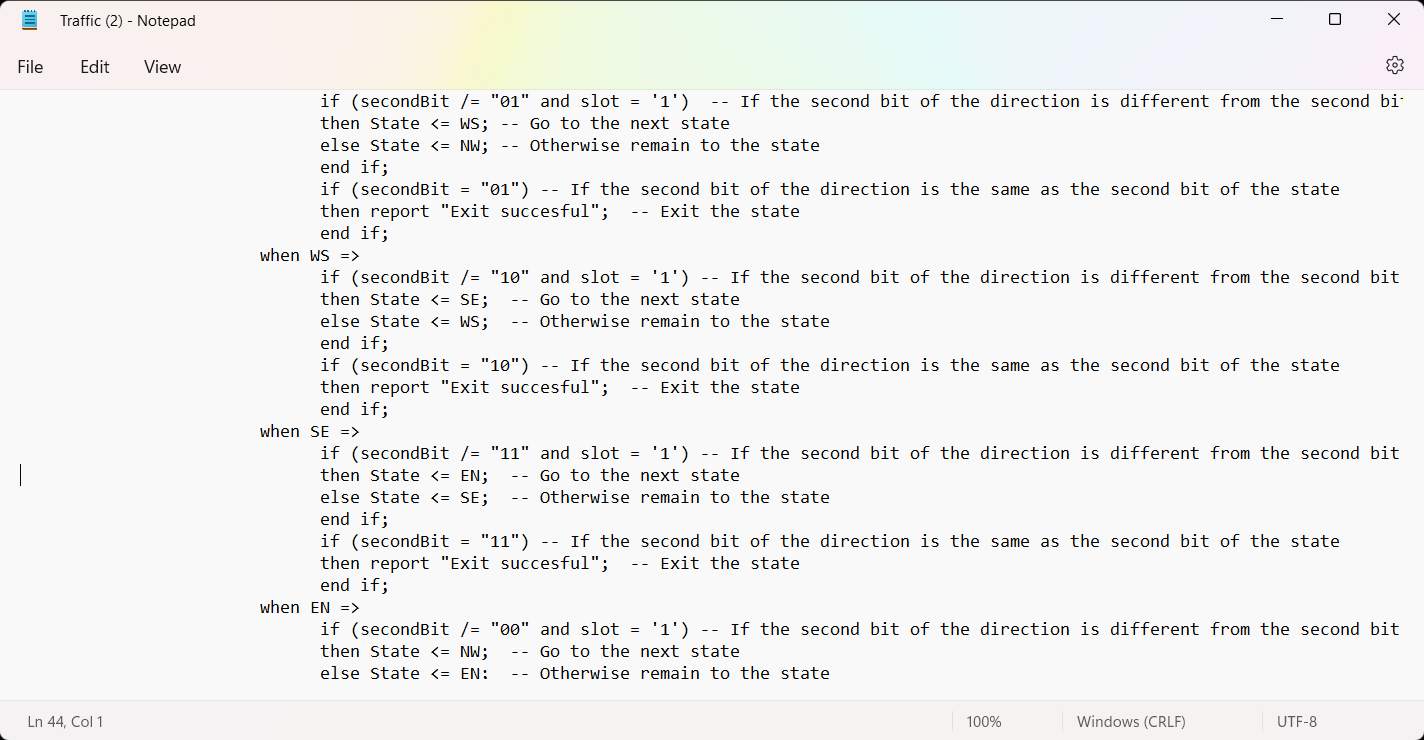 Traffic (2) - Notepad
File Edit View
if (secondBit /= "01" and slot = '1')  -- If the second bit of the direction is different from the second bit
then State <= WS; -- Go to the next state
else State <= NW; -- Otherwise remain to the state
end if;
if (secondBit = "01") -- If the second bit of the direction is the same as the second bit of the state
then report "Exit succesful";  -- Exit the state
end if;
when WS =>
if (secondBit /= "10" and slot = '1') -- If the second bit of the direction is different from the second bit
then State <= SE;  -- Go to the next state
else State <= WS;  -- Otherwise remain to the state
end if;
if (secondBit = "10") -- If the second bit of the direction is the same as the second bit of the state
then report "Exit succesful";  -- Exit the state
end if;
when SE =>
if (secondBit /= "11" and slot = '1') -- If the second bit of the direction is different from the second bit
then State <= EN;  -- Go to the next state
else State <= SE;  -- Otherwise remain to the state
end if;
if (secondBit = "11") -- If the second bit of the direction is the same as the second bit of the state
then report "Exit succesful";  -- Exit the state
end if;
when EN =>
if (secondBit /= "00" and slot = '1') -- If the second bit of the direction is different from the second bit
then State <= NW;  -- Go to the next state
else State <= EN:  -- Otherwise remain to the state
Ln 44, Col 1 100% Windows (CRLF) UTF-8